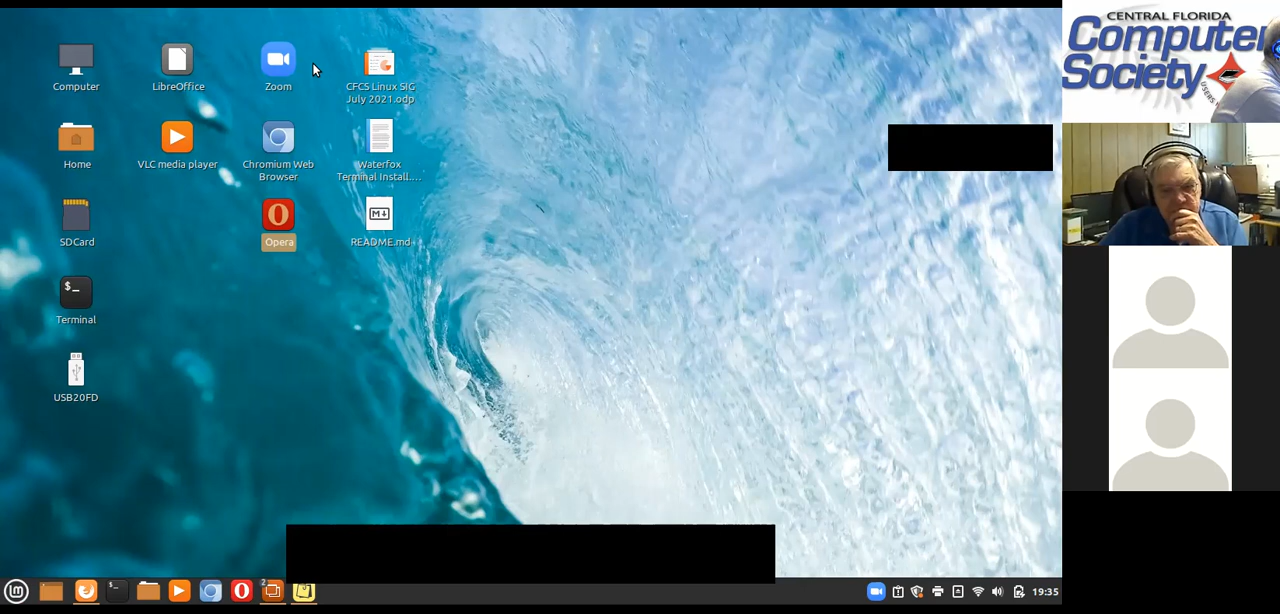 Computer
LibreOffice
Zoom
CFCS Linux SIG
July 2021.odp
Home
VLC media player
Chromium Web
Browser
Waterfox
Terminal Install....
SDCard
Opera
README.md
$_
Terminal
USB20FD
2
19:35
CENTRAL FLORIDA
Computer
Society